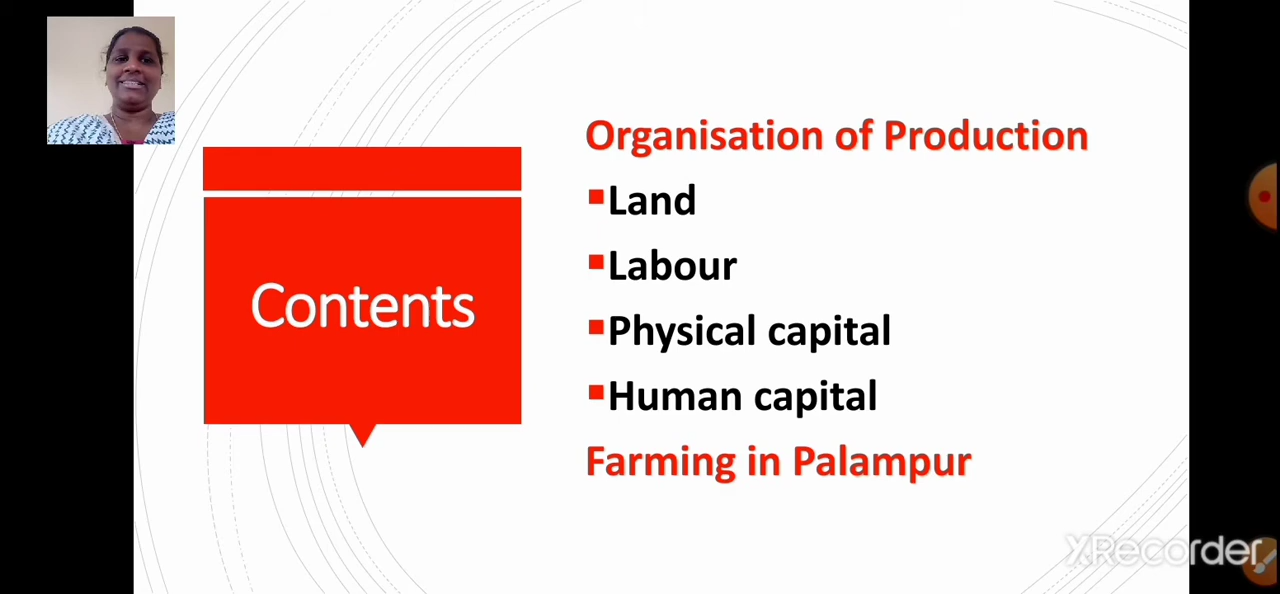 Contents
Organisation of Production
Land
Labour
Physical capital
Human capital
Farming in Palampur
XRecorder